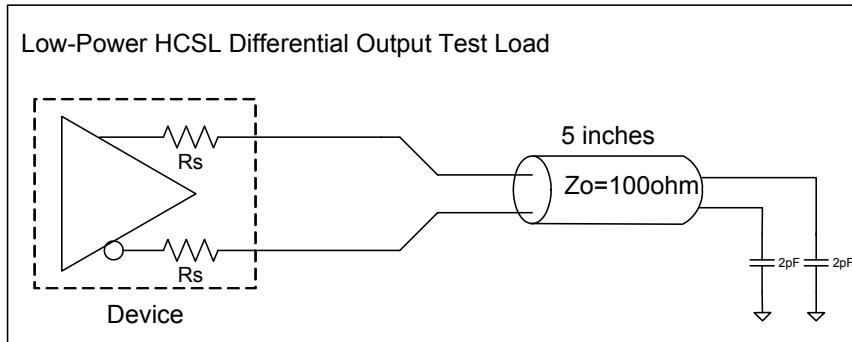 Low-Power HCSL Differential Output Test Load
Rs
5 inches
Zo=100ohm
Rs
2pF
2pF
Device